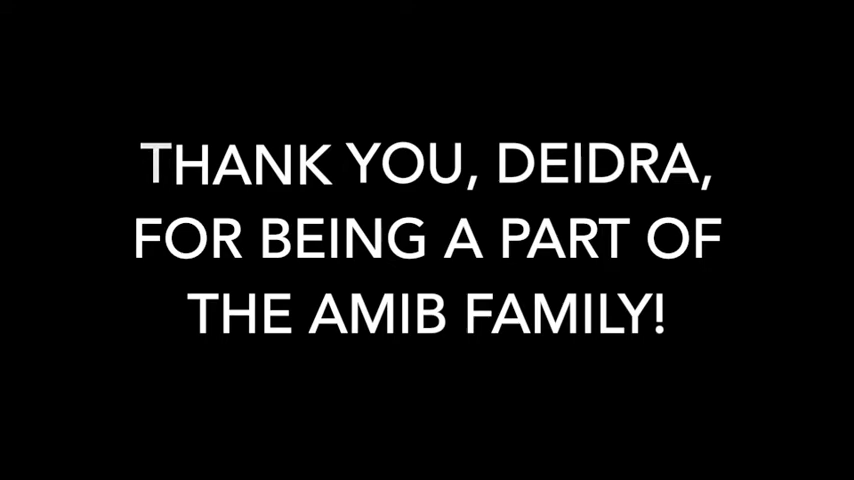 THANK YOU, DEIDRA,
FOR BEING A PART OF
THE AMIB FAMILY!